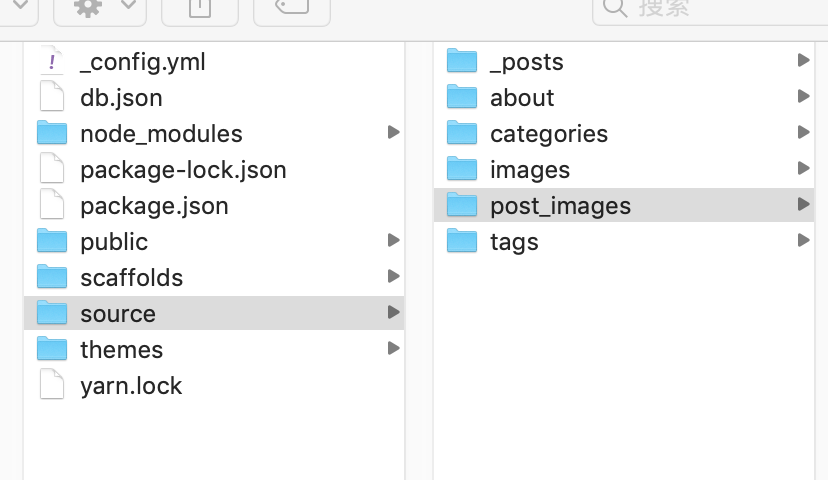 搜索
_config.yml
db.json
node_modules
package-lock.json
package.json
public
scaffolds
source
themes
yarn.lock
_posts
about
categories
images
post_images
tags